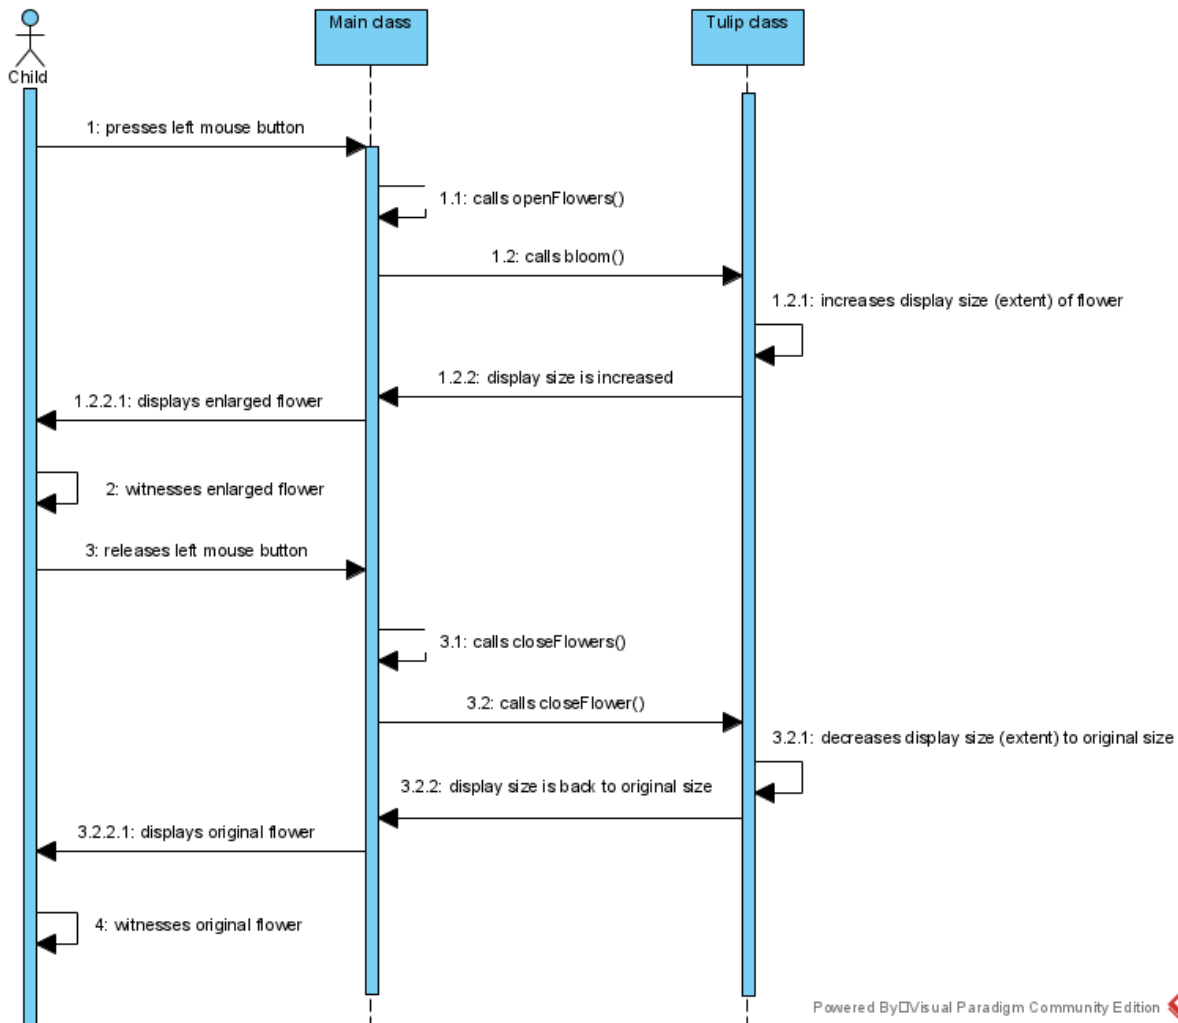 Main class
Tulip class
Child
1: presses left mouse button
1.1: calls openFlowers()
1.2: calls bloom()
1.2.1: increases display size (extent) of flower
1.2.2: display size is increased
1.2.2.1: displays enlarged flower
2: witnesses enlarged flower
3: releases left mouse button
3.1: calls closeFlowers()
3.2: calls closeFlower()
3.2.1: decreases display size (extent) to original size
3.2.2: display size is back to original size
3.2.2.1: displays original flower
4: witnesses original flower
Powered By□Visual Paradigm Community Edition